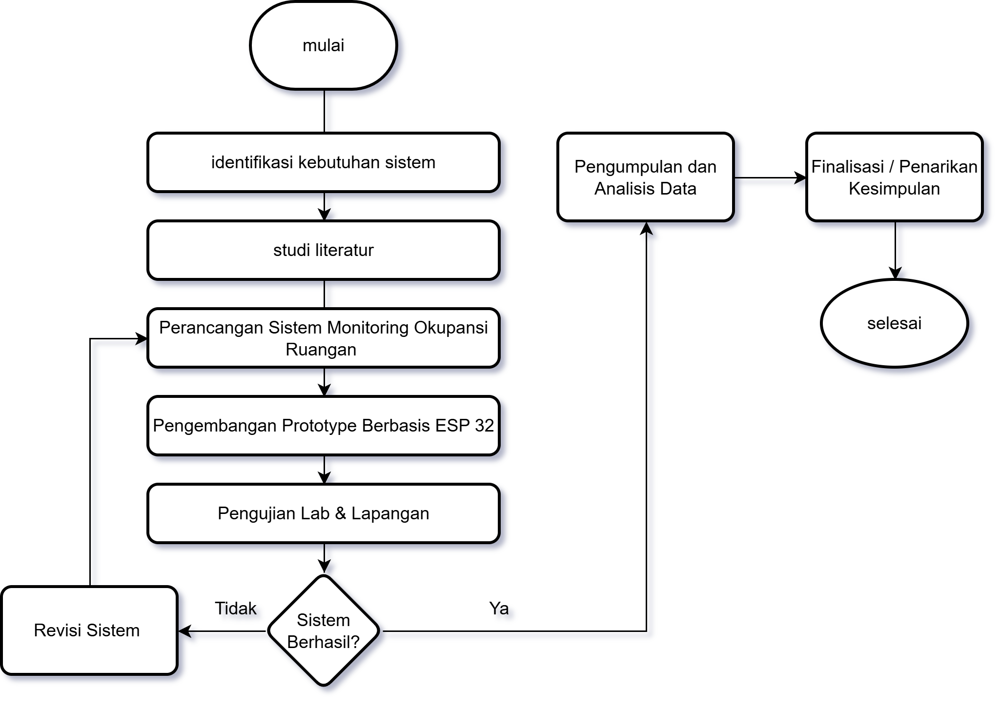 mulai
identifikasi kebutuhan sistem
studi literatur
Perancangan Sistem Monitoring Okupansi
Ruangan
Pengembangan Prototype Berbasis ESP 32
Pengujian Lab & Lapangan
Sistem
Berhasil?
Tidak
Revisi Sistem
Ya
Pengumpulan dan
Analisis Data
Finalisasi / Penarikan
Kesimpulan
selesai